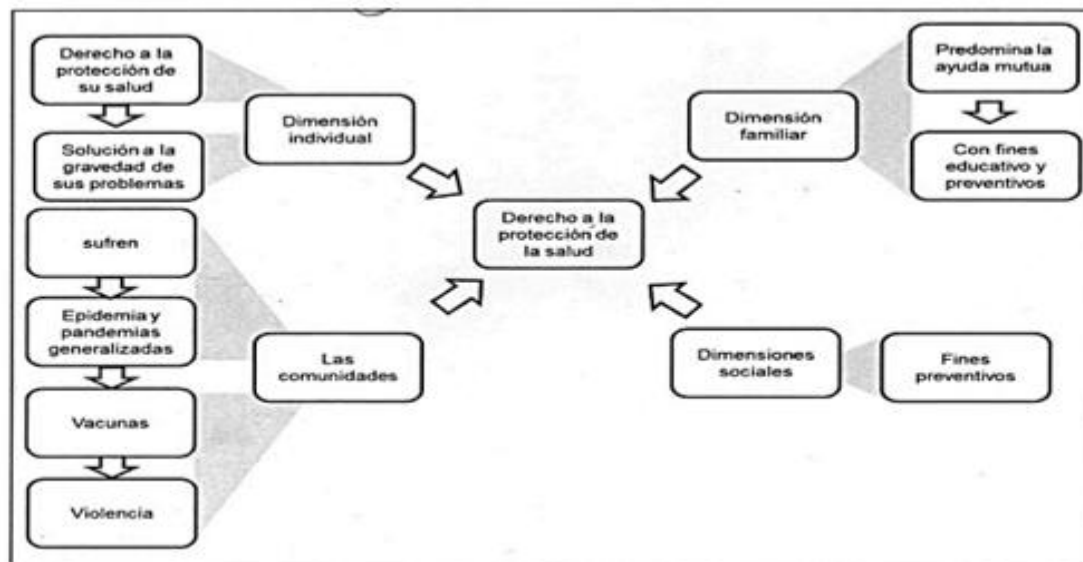 Derecho a la
protección de
su salud
Solución a la
gravedad de
sus problemas
sufren
Epidemia y
pandemias
generalizadas
Vacunas
Violencia
Dimensión
individual
Las
comunidades
Derecho a la
protección de
la salud
Dimensión
familiar
Predomina la
ayuda mutua
Con fines
educativo y
preventivos
Dimensiones
sociales
Fines
preventivos